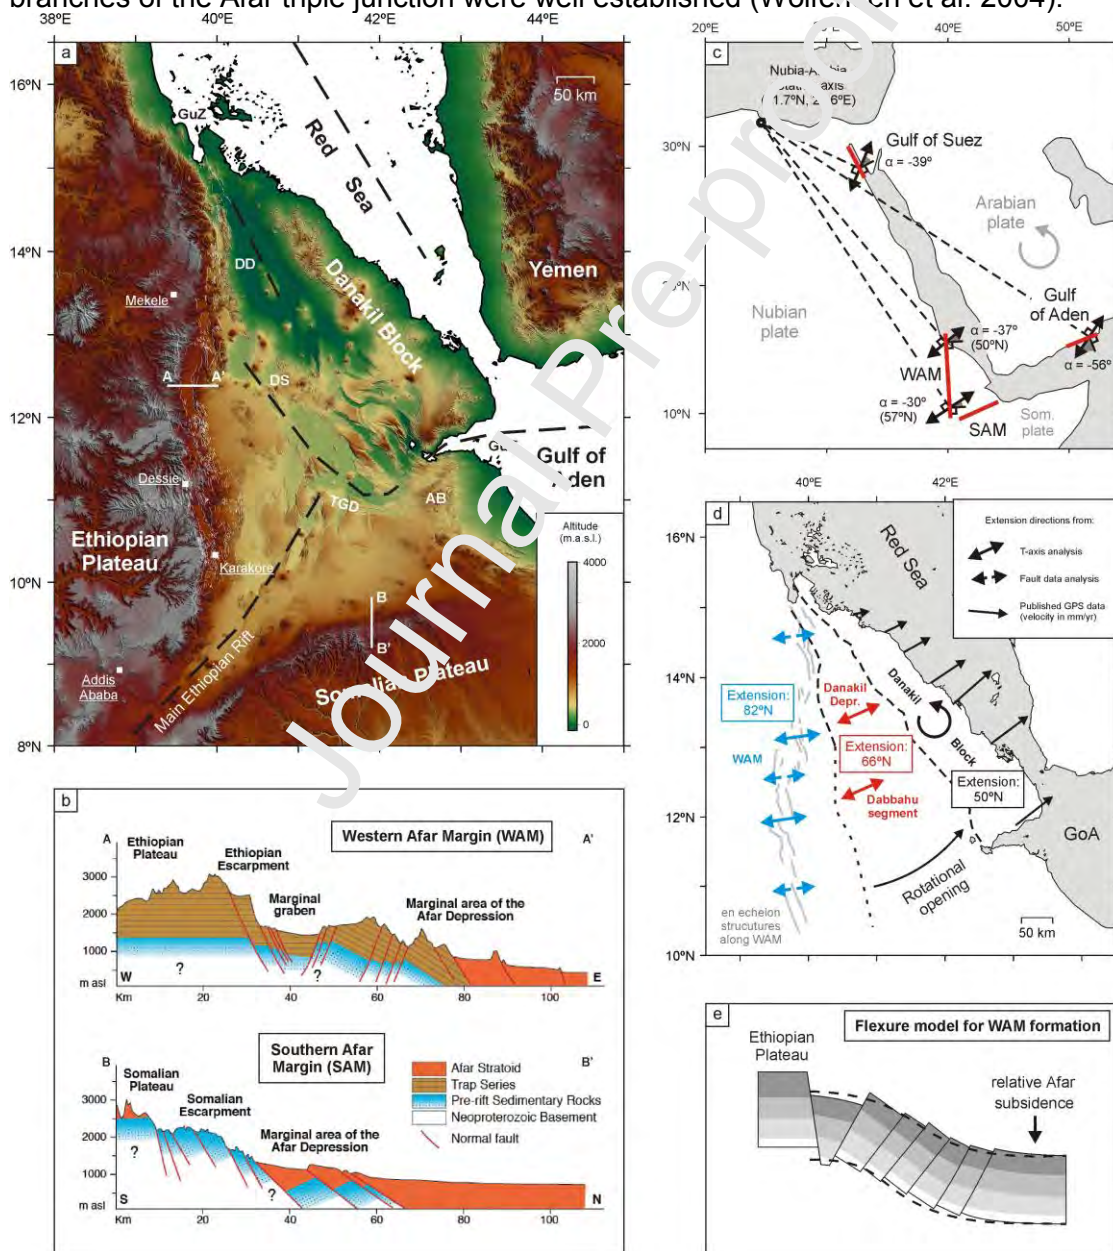 branches of the Afar triple junction were well established (Wolfenden et al. 2004).
38ºE
40ºE
42ºE
44ºE
a
16ºN
14ºN
12ºN
10ºN
8ºN
50 km
GuZ
Red
Sea
DD
Danakil Block
Yemen
Mekele
A
A'
DS
Gulf of
Aden
Dessie
TGD
AB
Ethiopian
Plateau
Karakore
Altitude
(m.a.s.l.)
4000
2000
0
B
B'
Main Ethiopian Rift
Addis
Ababa
Somalian Plateau
b
Western Afar Margin (WAM)
A
A'
Ethiopian
Plateau
Ethiopian
Escarpment
Marginal
graben
Marginal area of the
Afar Depression
3000
2000
1000
m asl
W
?
?
E
Km
20
40
60
80
100
Southern Afar
Margin (SAM)
B
B'
Somalian
Plateau
Somalian
Escarpment
Marginal area of the
Afar Depression
Afar Stratoid
Trap Series
Pre-rift Sedimentary Rocks
Neoproterozoic Basement
Normal fault
3000
2000
1000
m asl
?
?
S
N
Km
20
40
60
80
100
c
20ºE
40ºE
50ºE
30ºN
10ºN
Gulf of Suez
α = -39º
Arabian
plate
Nubian
plate
Gulf
of Aden
α = -37º
(50ºN)
α = -56º
WAM
α = -30º
(57ºN)
SAM
Som.
plate
d
40ºE
42ºE
16ºN
14ºN
12ºN
10ºN
Extension directions from:
T-axis analysis
Fault data analysis
Published GPS data
(velocity in mm/yr)
Red Sea
Extension:
82ºN
Danakil
Depr.
Danakil
Block
WAM
Extension:
66ºN
Extension:
50ºN
Dabbahu
segment
GoA
Rotational
opening
en echelon
strucutures
along WAM
50 km
e
Flexure model for WAM formation
Ethiopian
Plateau
relative Afar
subsidence
Journal Pre-proof